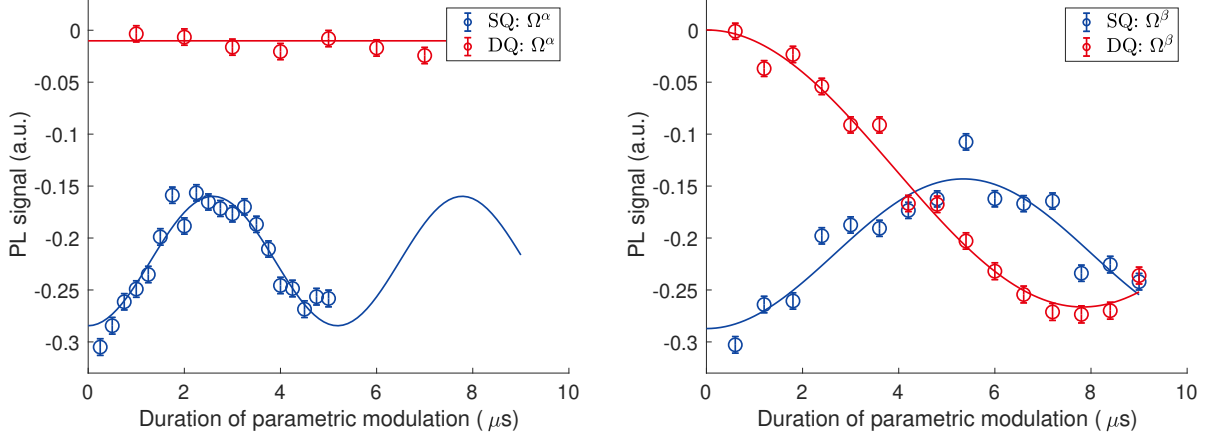 0
-0.05
-0.1
-0.15
-0.2
-0.25
-0.3
PL signal (a.u.)
0 2 4 6 8 10
Duration of parametric modulation ( μs)
SQ: Ω^α
DQ: Ω^α
0
-0.05
-0.1
-0.15
-0.2
-0.25
-0.3
PL signal (a.u.)
0 2 4 6 8 10
Duration of parametric modulation ( μs)
SQ: Ω^β
DQ: Ω^β